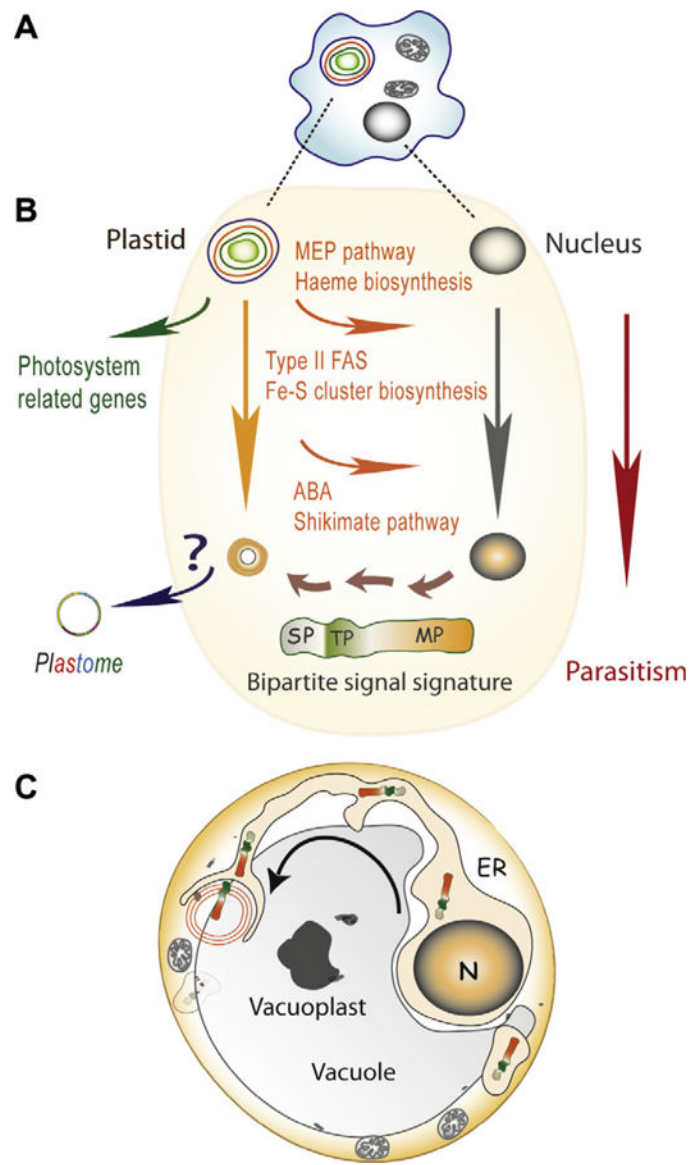 A
B
Plastid
Nucleus
MEP pathway
Haeme biosynthesis
Photosystem
related genes
Type II FAS
Fe-S cluster biosynthesis
ABA
Shikimate pathway
?
Plastome
SP TP MP
Bipartite signal signature
Parasitism
C
ER
N
Vacuoplast
Vacuole